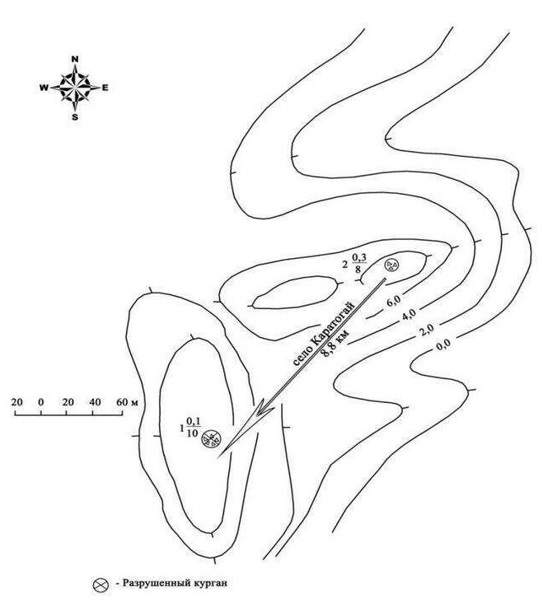 N
W E
S
2 0,3
8
6,0
4,0
2,0
0,0
село Каратогай
8,8 км
20 0 20 40 60 м
1 0,1
10
- Разрушенный курган